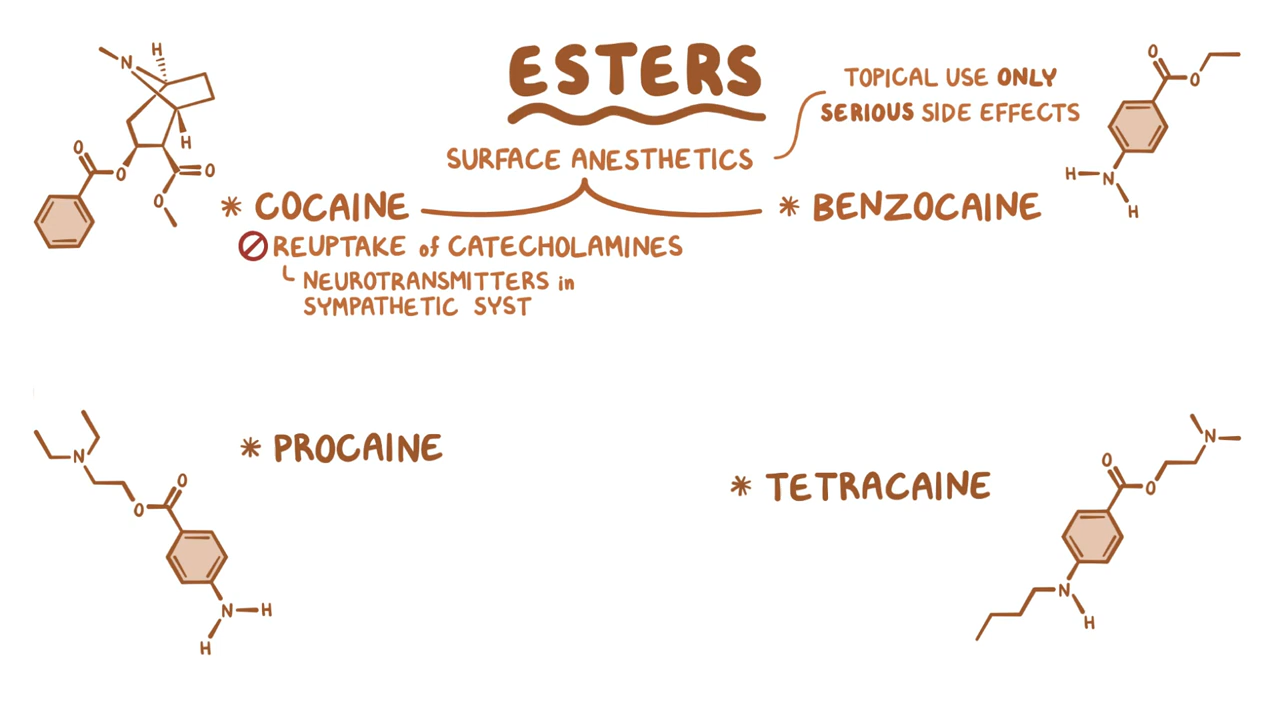 ESTERS
TOPICAL USE ONLY
SERIOUS SIDE EFFECTS
SURFACE ANESTHETICS
* COCAINE
* BENZOCAINE
REUPTAKE of CATECHOLAMINES
NEUROTRANSMITTERS in
SYMPATHETIC SYST
* PROCAINE
* TETRACAINE
H
N
H
O
O
O
O
O
O
H
N
H
N
O
O
N
H
H
N
O
O
N
H